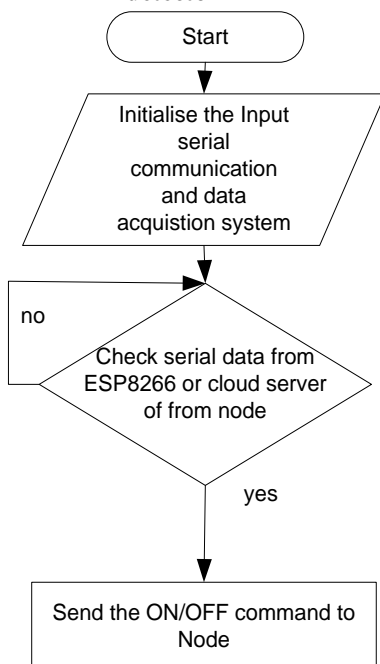 Start
Initialise the Input
serial
communication
and data
acquistion system
no
Check serial data from
ESP8266 or cloud server
of from node
yes
Send the ON/OFF command to
Node